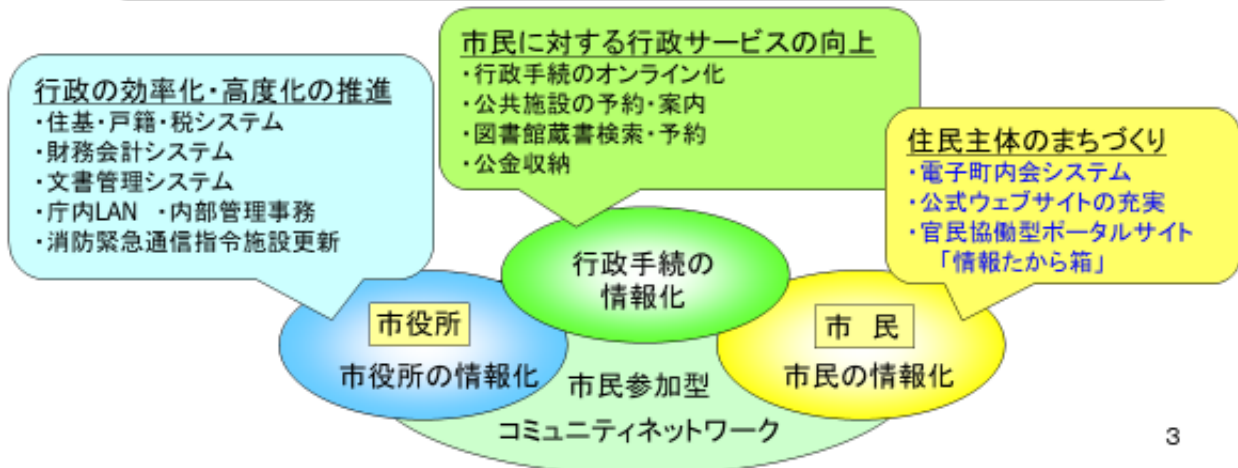 市民に対する行政サービスの向上
・行政手続のオンライン化
・公共施設の予約・案内
・図書館蔵書検索・予約
・公金収納
行政の効率化・高度化の推進
・住基・戸籍・税システム
・財務会計システム
・文書管理システム
・庁内LAN ・内部管理事務
・消防緊急通信指令施設更新
住民主体のまちづくり
・電子町内会システム
・公式ウェブサイトの充実
・官民協働型ポータルサイト
「情報たから箱」
行政手続の
情報化
市役所
市役所の情報化
市 民
市民の情報化
市民参加型
コミュニティネットワーク
3